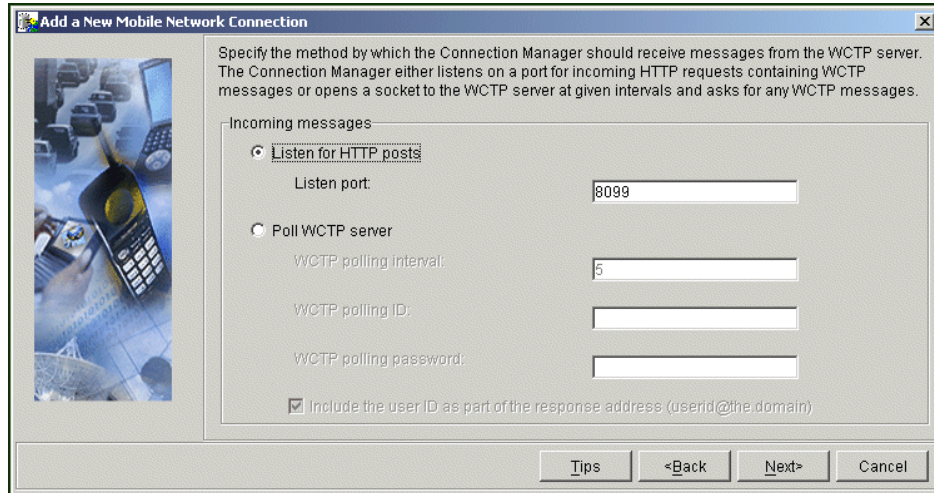 Add a New Mobile Network Connection
Specify the method by which the Connection Manager should receive messages from the WCTP server.
The Connection Manager either listens on a port for incoming HTTP requests containing WCTP
messages or opens a socket to the WCTP server at given intervals and asks for any WCTP messages.
Incoming messages
Listen for HTTP posts
Listen port:
8099
Poll WCTP server
WCTP polling interval:
5
WCTP polling ID:
WCTP polling password:
Include the user ID as part of the response address (userid@the.domain)
Tips
<Back
Next>
Cancel